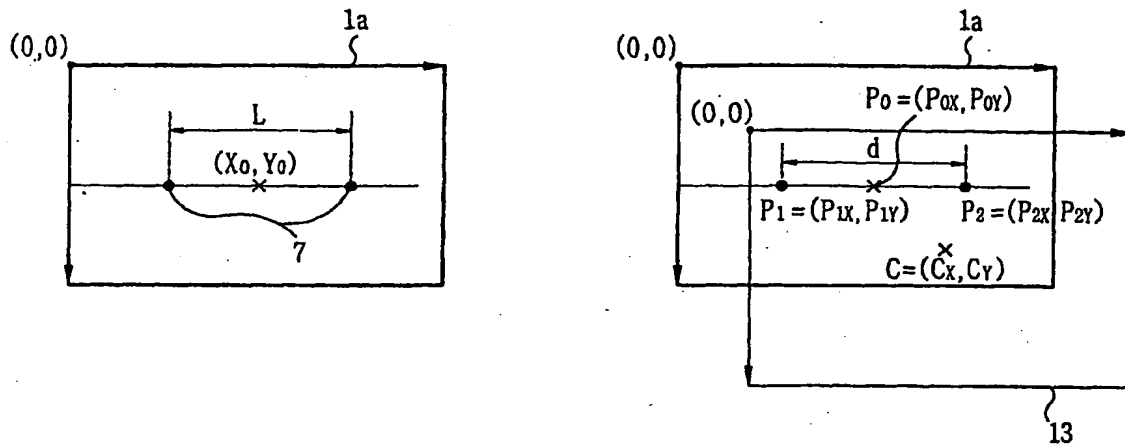 1a
(0,0)
L
(X₀,Y₀)
7
1a
(0,0)
P₀=(P₀X, P₀Y)
(0,0)
d
P₁=(P₁X, P₁Y)
P₂=(P₂X, P₂Y)
C=(CX, CY)
13